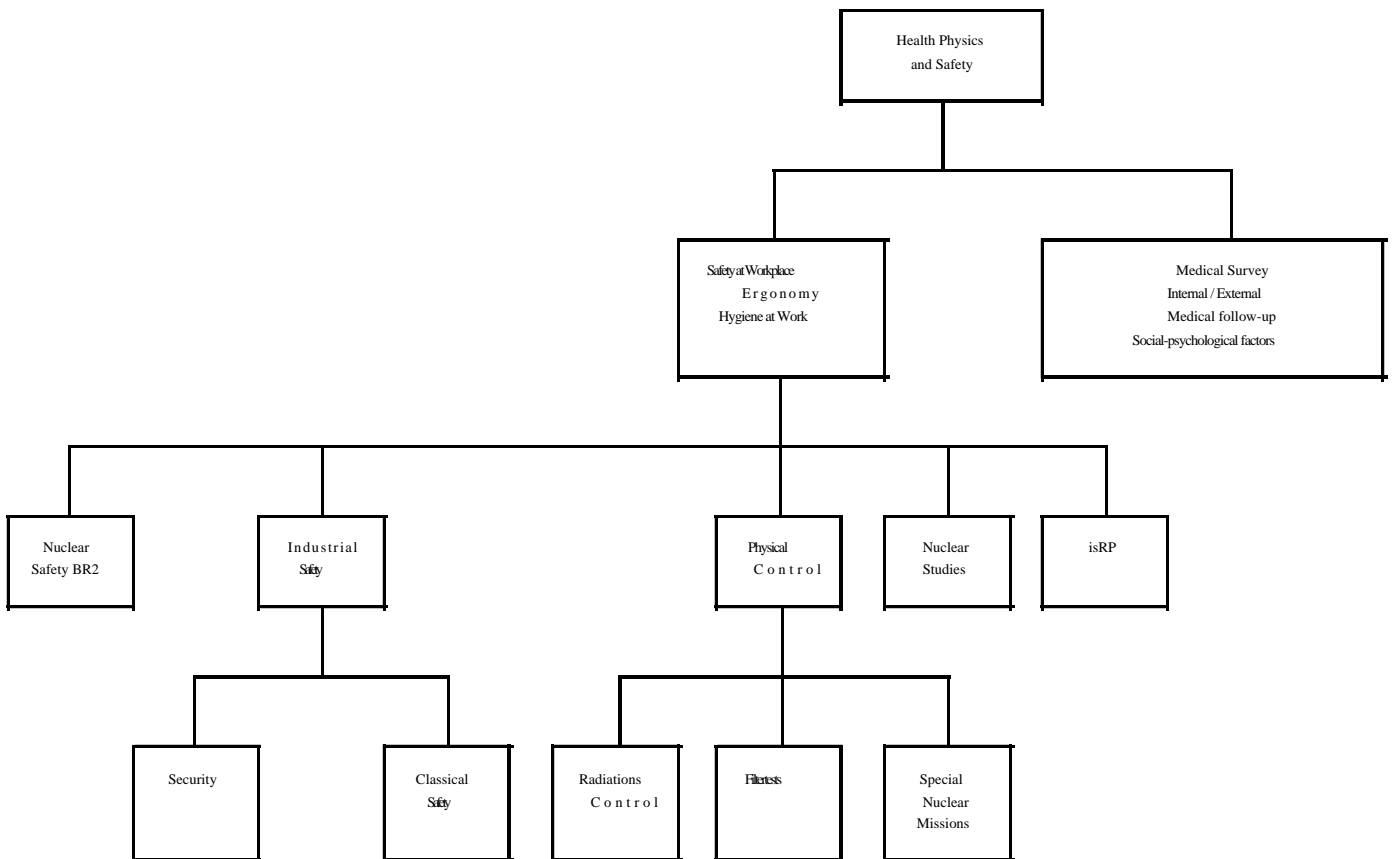 Health Physics
and Safety
Safety at Workplace
Ergonomy
Hygiene at Work
Medical Survey
Internal / External
Medical follow-up
Social-psychological factors
Nuclear
Safety BR2
Industrial
Safety
Physical
Control
Nuclear
Studies
isRP
Security
Classical
Safety
Radiations
Control
Filtertests
Special
Nuclear
Missions